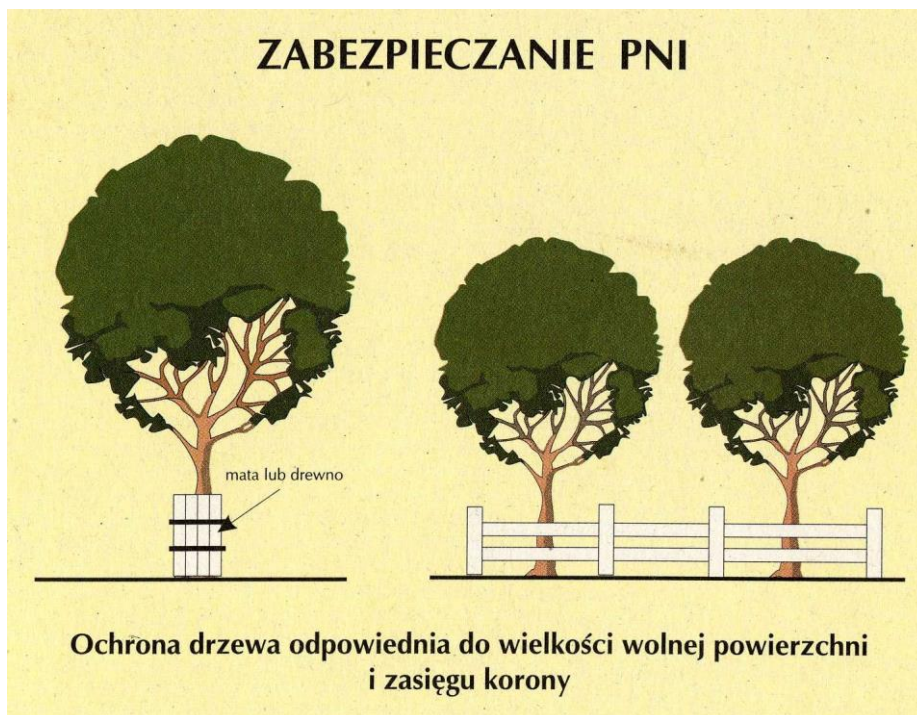 ZABEZPIECZANIE PNI
mata lub drewno
Ochrona drzewa odpowiednia do wielkości wolnej powierzchni
i zasięgu korony